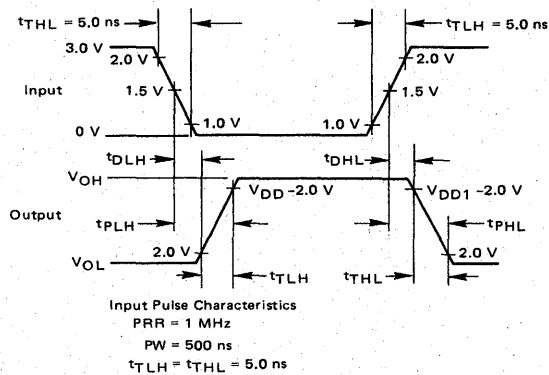 tTHL = 5.0 ns
tTLH = 5.0 ns
3.0 V
2.0 V
2.0 V
Input
1.5 V
1.5 V
1.0 V
1.0 V
0 V
tDLH
tDHL
VOH
VDD -2.0 V
VDD1 -2.0 V
Output
tPLH
tPHL
2.0 V
2.0 V
VOL
tTLH
tTHL
Input Pulse Characteristics
PRR = 1 MHz
PW = 500 ns
tTLH = tTHL = 5.0 ns